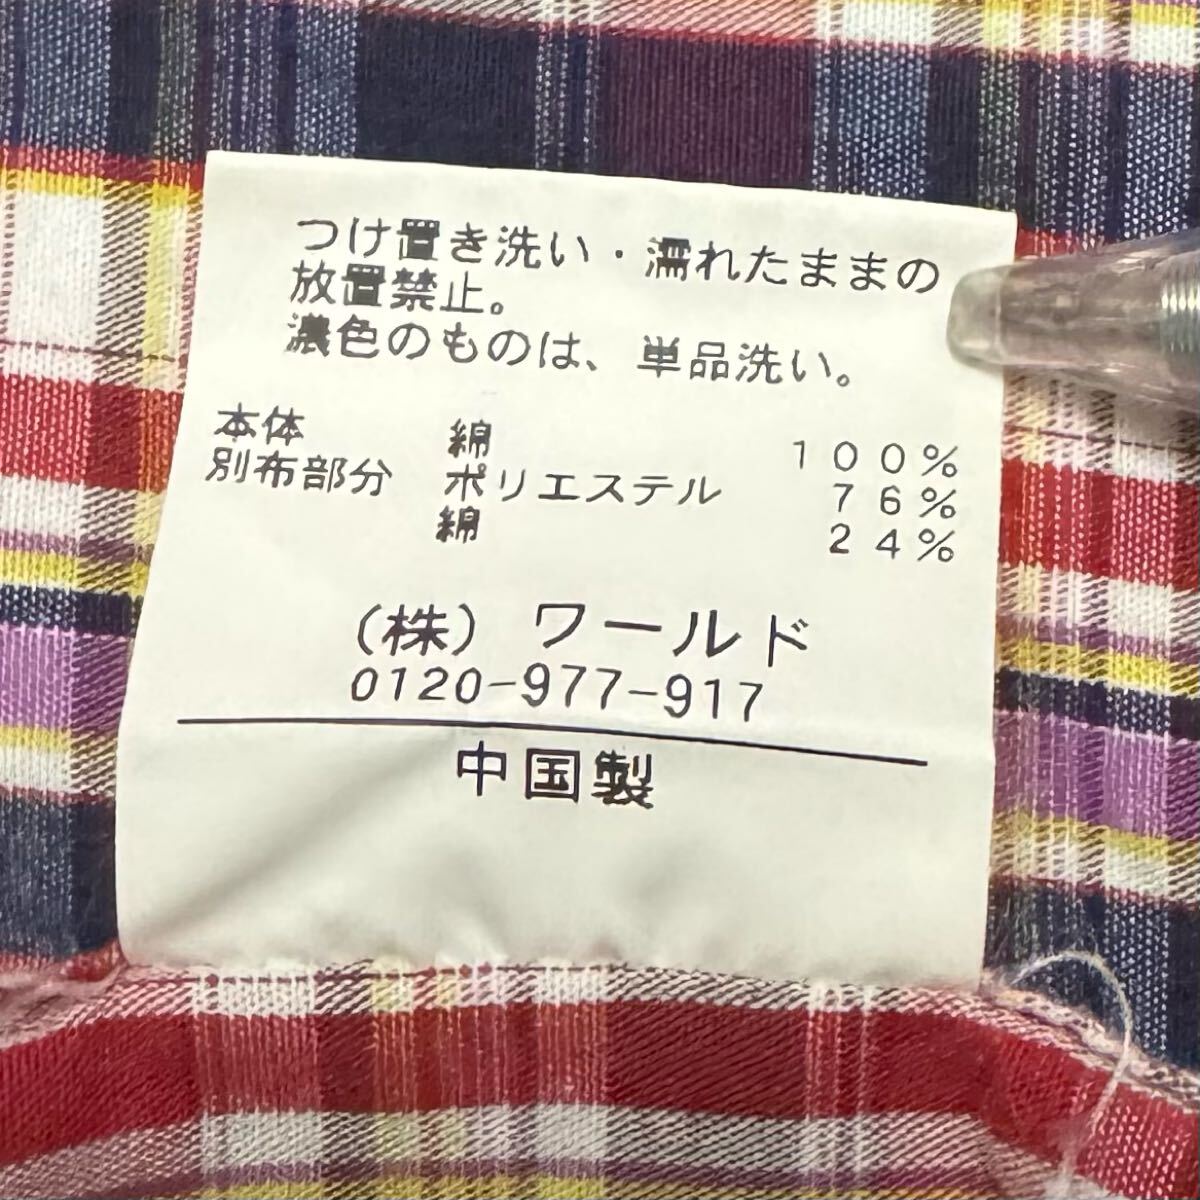 つけ置き洗い・濡れたままの
放置禁止。
濃色のものは、単品洗い。
本体 綿 100%
別布部分 ポリエステル 76%
綿 24%
(株)ワールド
0120-977-917
中国製